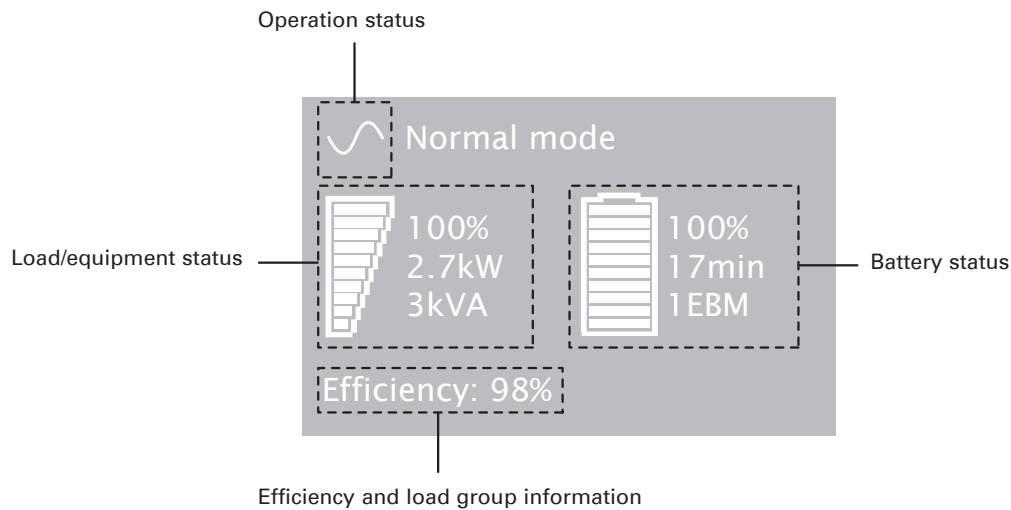 Operation status
Normal mode
Load/equipment status
100%
2.7kW
3kVA
100%
17min
1EBM
Battery status
Efficiency: 98%
Efficiency and load group information